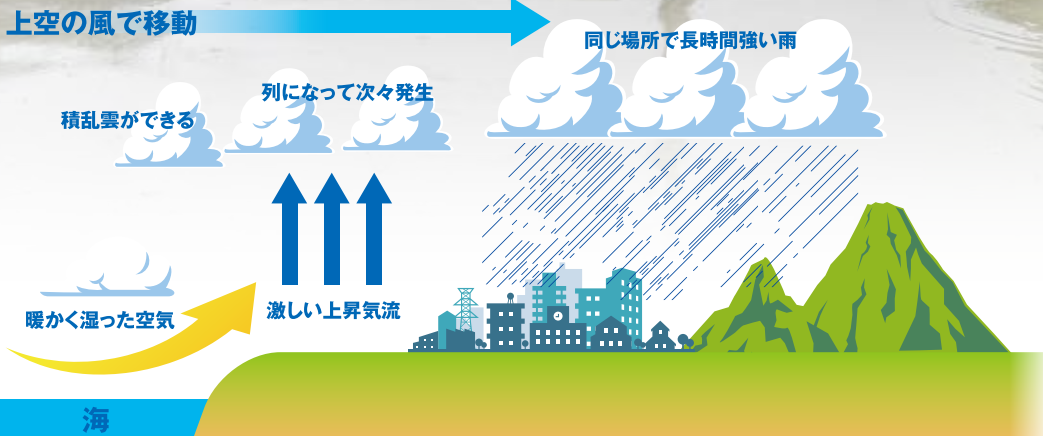 上空の風で移動
同じ場所で長時間強い雨
列になって次々発生
積乱雲ができる
激しい上昇気流
暖かく湿った空気
海